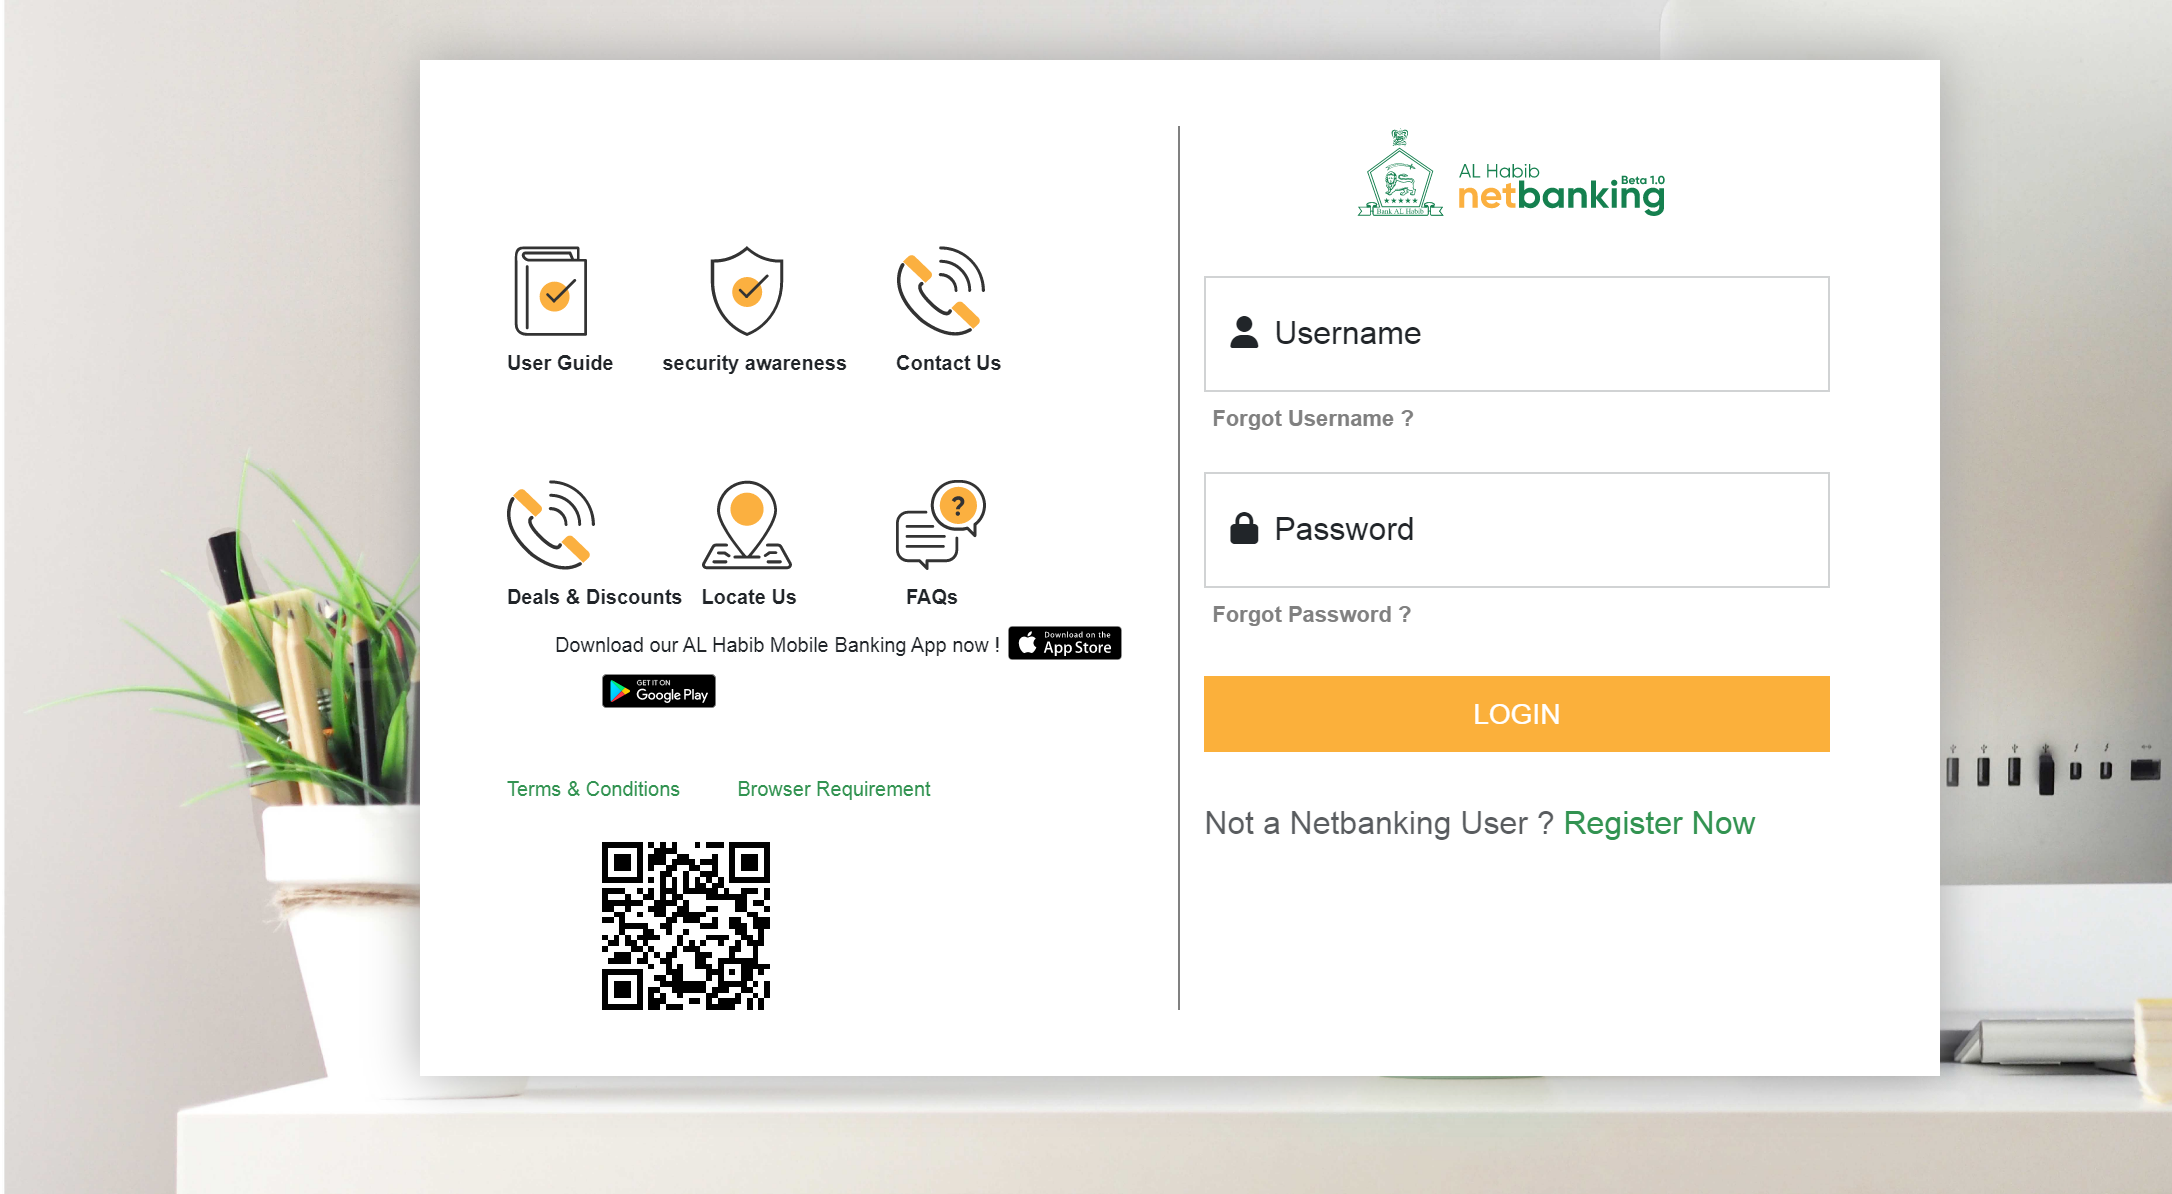 AL Habib
netbanking Beta 1.0
Bank AL Habib
User Guide
security awareness
Contact Us
Deals & Discounts
Locate Us
?
FAQs
Download our AL Habib Mobile Banking App now !
Download on the
App Store
GET IT ON
Google Play
Terms & Conditions
Browser Requirement
Username
Forgot Username ?
Password
Forgot Password ?
LOGIN
Not a Netbanking User ? Register Now